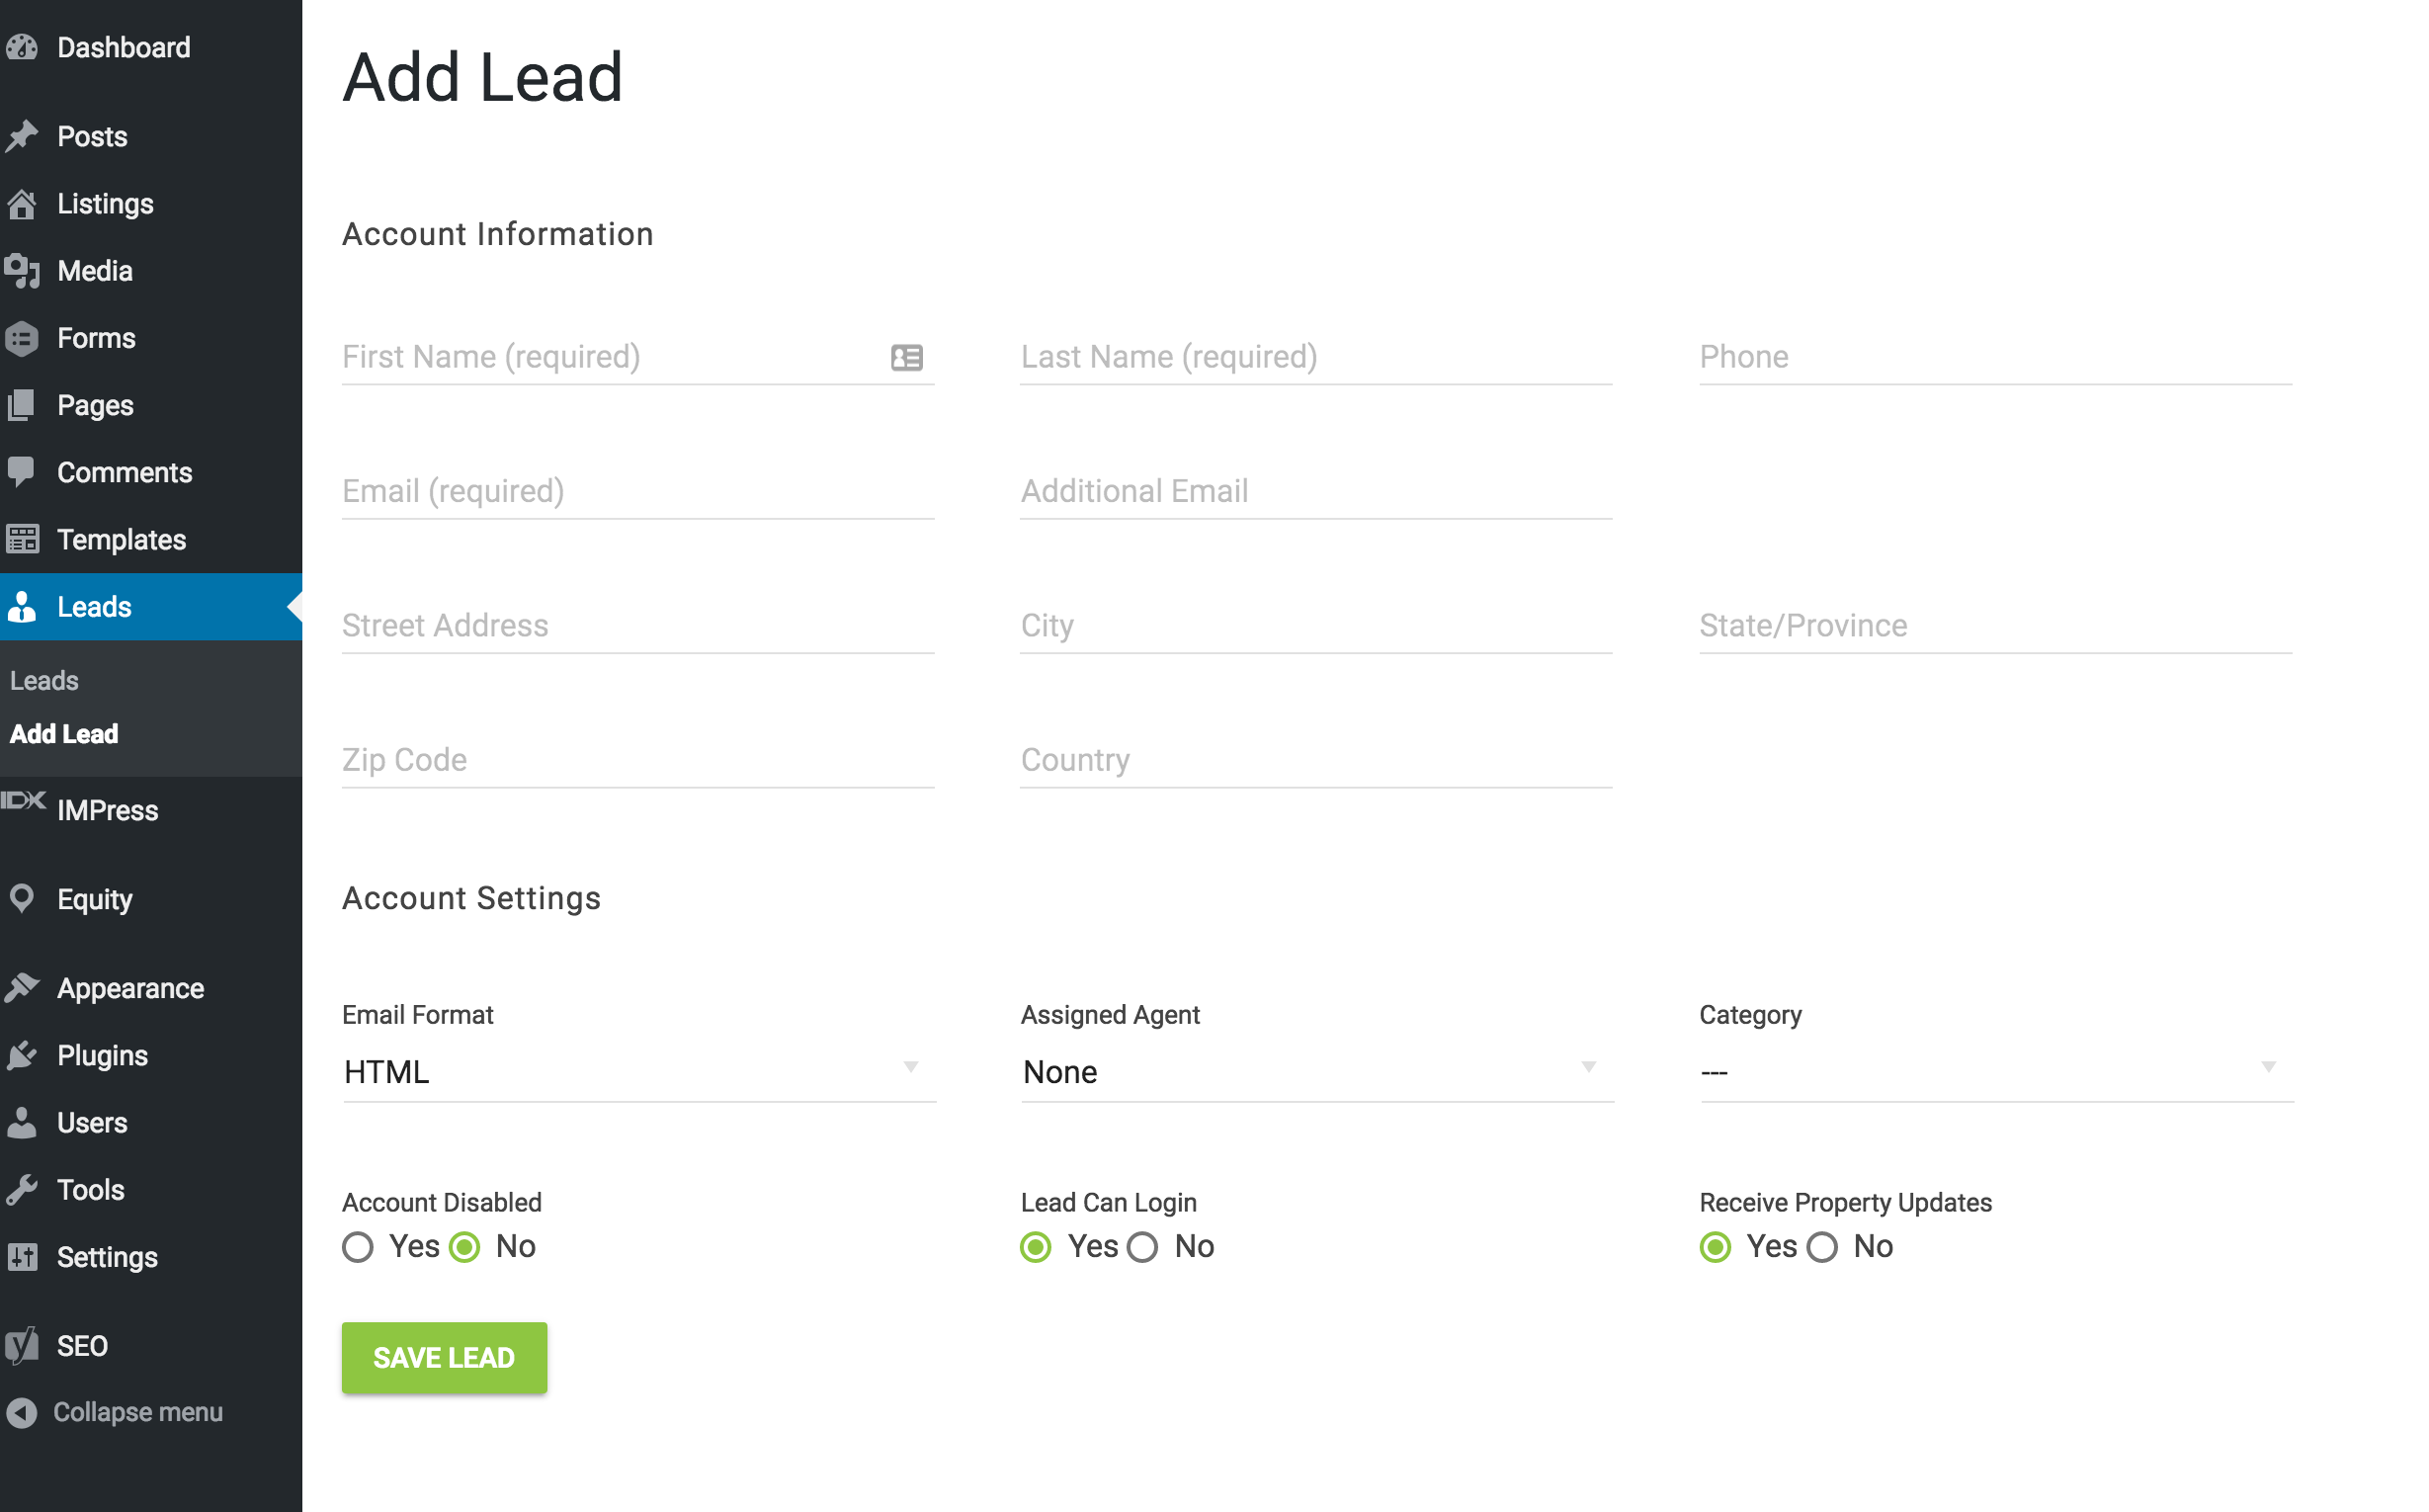 Dashboard
Posts
Listings
Media
Forms
Pages
Comments
Templates
Leads
Leads
Add Lead
IDX IMPress
Equity
Appearance
Plugins
Users
Tools
Settings
SEO
Collapse menu
Add Lead
Account Information
First Name (required) Last Name (required) Phone
Email (required) Additional Email
Street Address City State/Province
Zip Code Country
Account Settings
Email Format Assigned Agent Category
HTML None ---
Account Disabled Lead Can Login Receive Property Updates
Yes No Yes No Yes No
SAVE LEAD